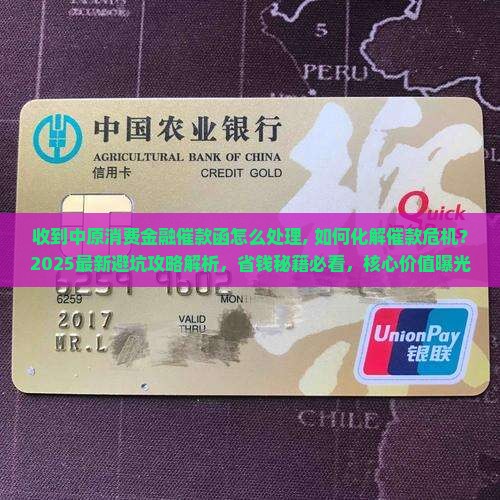 PERU
中国农业银行
AGRICULTURAL BANK OF CHINA
信用卡
CREDIT GOLD
Quick
收到中原消费金融催款函怎么处理, 如何化解催款危机?
2025最新避坑攻略解析，省钱秘籍必看，核心价值曝光
6259
VALID
THRU
2017
MR.L
UnionPay
银联
CHILE